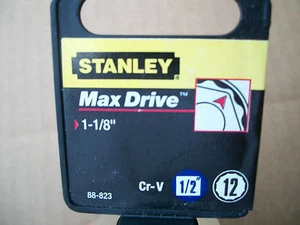 STANLEY
Max Drive™
1-1/8"
88-823 Cr-V 1/2" 12